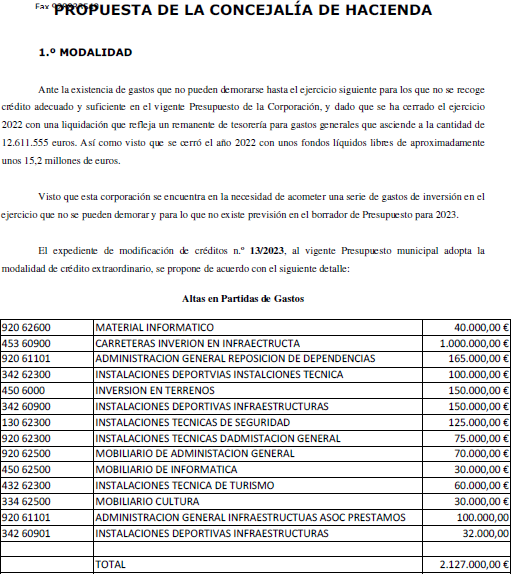 Fax
PROPUESTA DE LA CONCEJALÍA DE HACIENDA
1.º MODALIDAD
Ante la existencia de gastos que no pueden demorarse hasta el ejercicio siguiente para los que no se recoge
crédito adecuado y suficiente en el vigente Presupuesto de la Corporación, y dado que se ha cerrado el ejercicio
2022 con una liquidación que refleja un remanente de tesorería para gastos generales que asciende a la cantidad de
12.611.555 euros. Así como visto que se cerró el año 2022 con unos fondos líquidos libres de aproximadamente
unos 15,2 millones de euros.
Visto que esta corporación se encuentra en la necesidad de acometer una serie de gastos de inversión en el
ejercicio que no se pueden demorar y para lo que no existe previsión en el borrador de Presupuesto para 2023.
El expediente de modificación de créditos n.º 13/2023, al vigente Presupuesto municipal adopta la
modalidad de crédito extraordinario, se propone de acuerdo con el siguiente detalle:
Altas en Partidas de Gastos
920 62600 MATERIAL INFORMATICO 40.000,00 €
453 60900 CARRETERAS INVERION EN INFRAECTRUCTA 1.000.000,00 €
920 61101 ADMINISTRACION GENERAL REPOSICION DE DEPENDENCIAS 165.000,00 €
342 62300 INSTALACIONES DEPORTVIAS INSTALCIONES TECNICA 100.000,00 €
450 6000 INVERSION EN TERRENOS 150.000,00 €
342 60900 INSTALACIONES DEPORTIVAS INFRAESTRUCTURAS 150.000,00 €
130 62300 INSTALACIONES TECNICAS DE SEGURIDAD 125.000,00 €
920 62300 INSTALACIONES TECNICAS DADMISTACION GENERAL 75.000,00 €
920 62500 MOBILIARIO DE ADMINISTACION GENERAL 70.000,00 €
450 62500 MOBILIARIO DE INFORMATICA 30.000,00 €
432 62300 INSTALACIONES TECNICA DE TURISMO 60.000,00 €
334 62500 MOBILIARIO CULTURA 30.000,00 €
920 61101 ADMINISTRACION GENERAL INFRAESTRUCTUAS ASOC PRESTAMOS 100.000,00
342 60901 INSTALACIONES DEPORTIVAS INFRAESTRUCTURAS 32.000,00
TOTAL 2.127.000,00 €